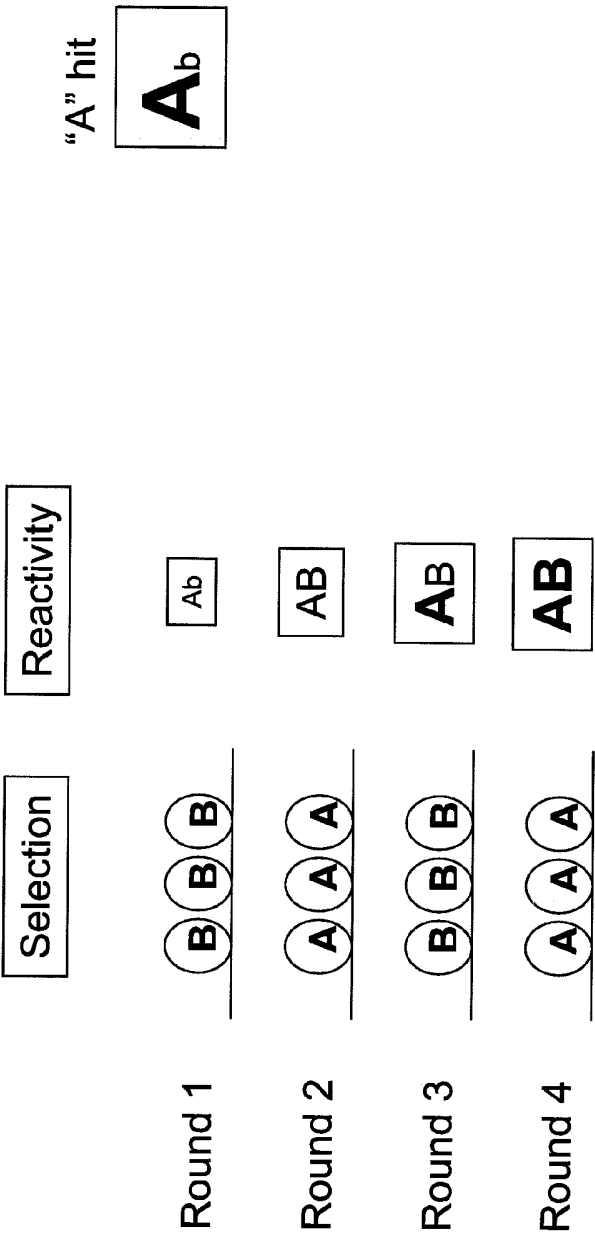 Selection
Reactivity
“A” hit
Round 1
B B B
Ab
Ab
Round 2
A A A
AB
Round 3
B B B
AB
Round 4
A A A
AB